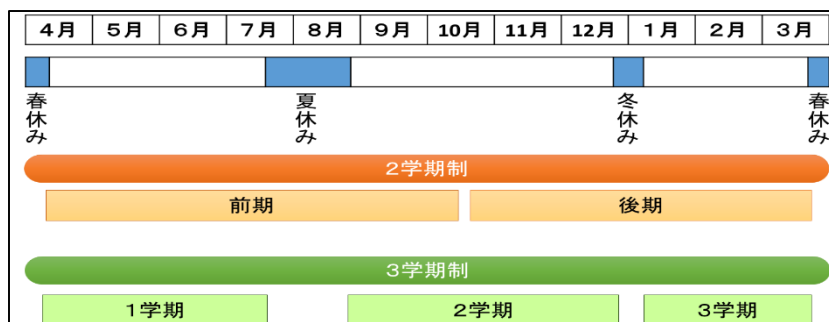 4月 5月 6月 7月 8月 9月 10月 11月 12月 1月 2月 3月
春休み 夏休み 冬休み 春休み
2学期制
前期 後期
3学期制
1学期 2学期 3学期